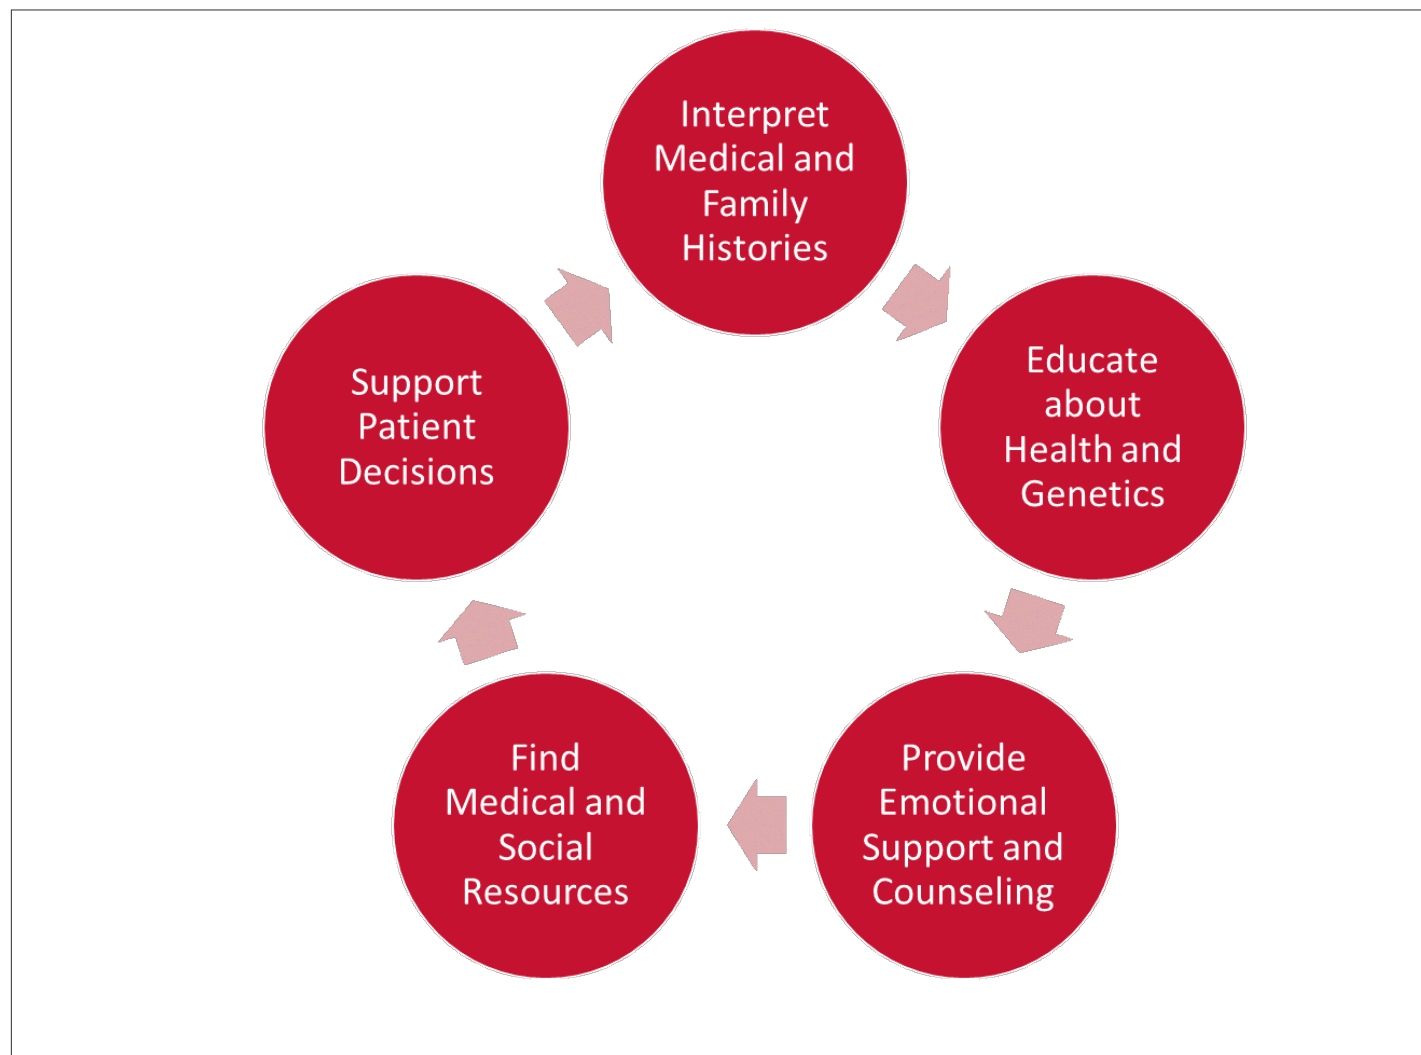 Interpret
Medical and
Family
Histories
Educate
about
Health and
Genetics
Provide
Emotional
Support and
Counseling
Find
Medical and
Social
Resources
Support
Patient
Decisions